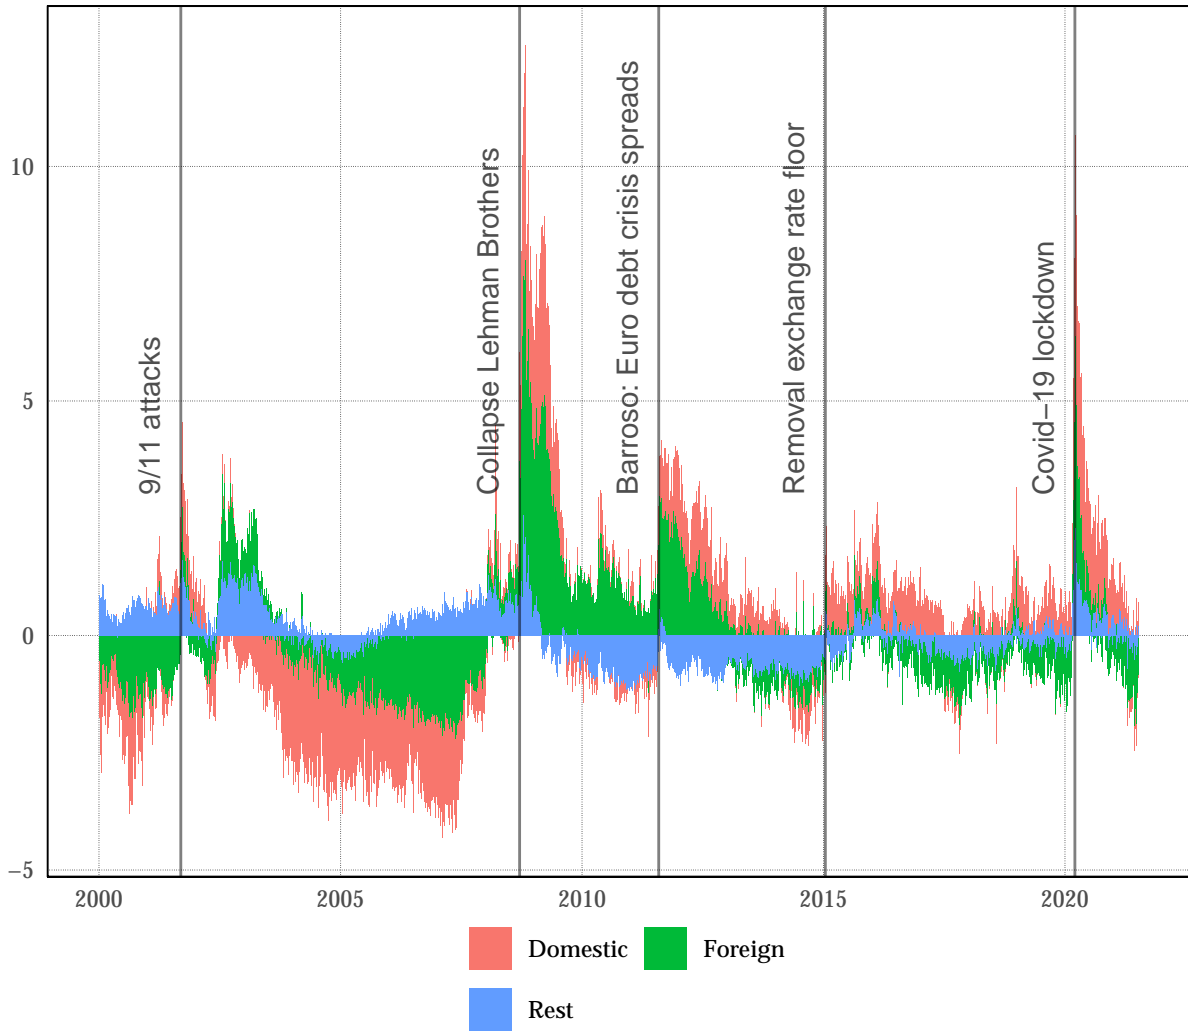 10
5
0
−5
9/11 attacks
Collapse Lehman Brothers
Barroso: Euro debt crisis spreads
Removal exchange rate floor
Covid−19 lockdown
2000 2005 2010 2015 2020
Domestic Foreign
Rest